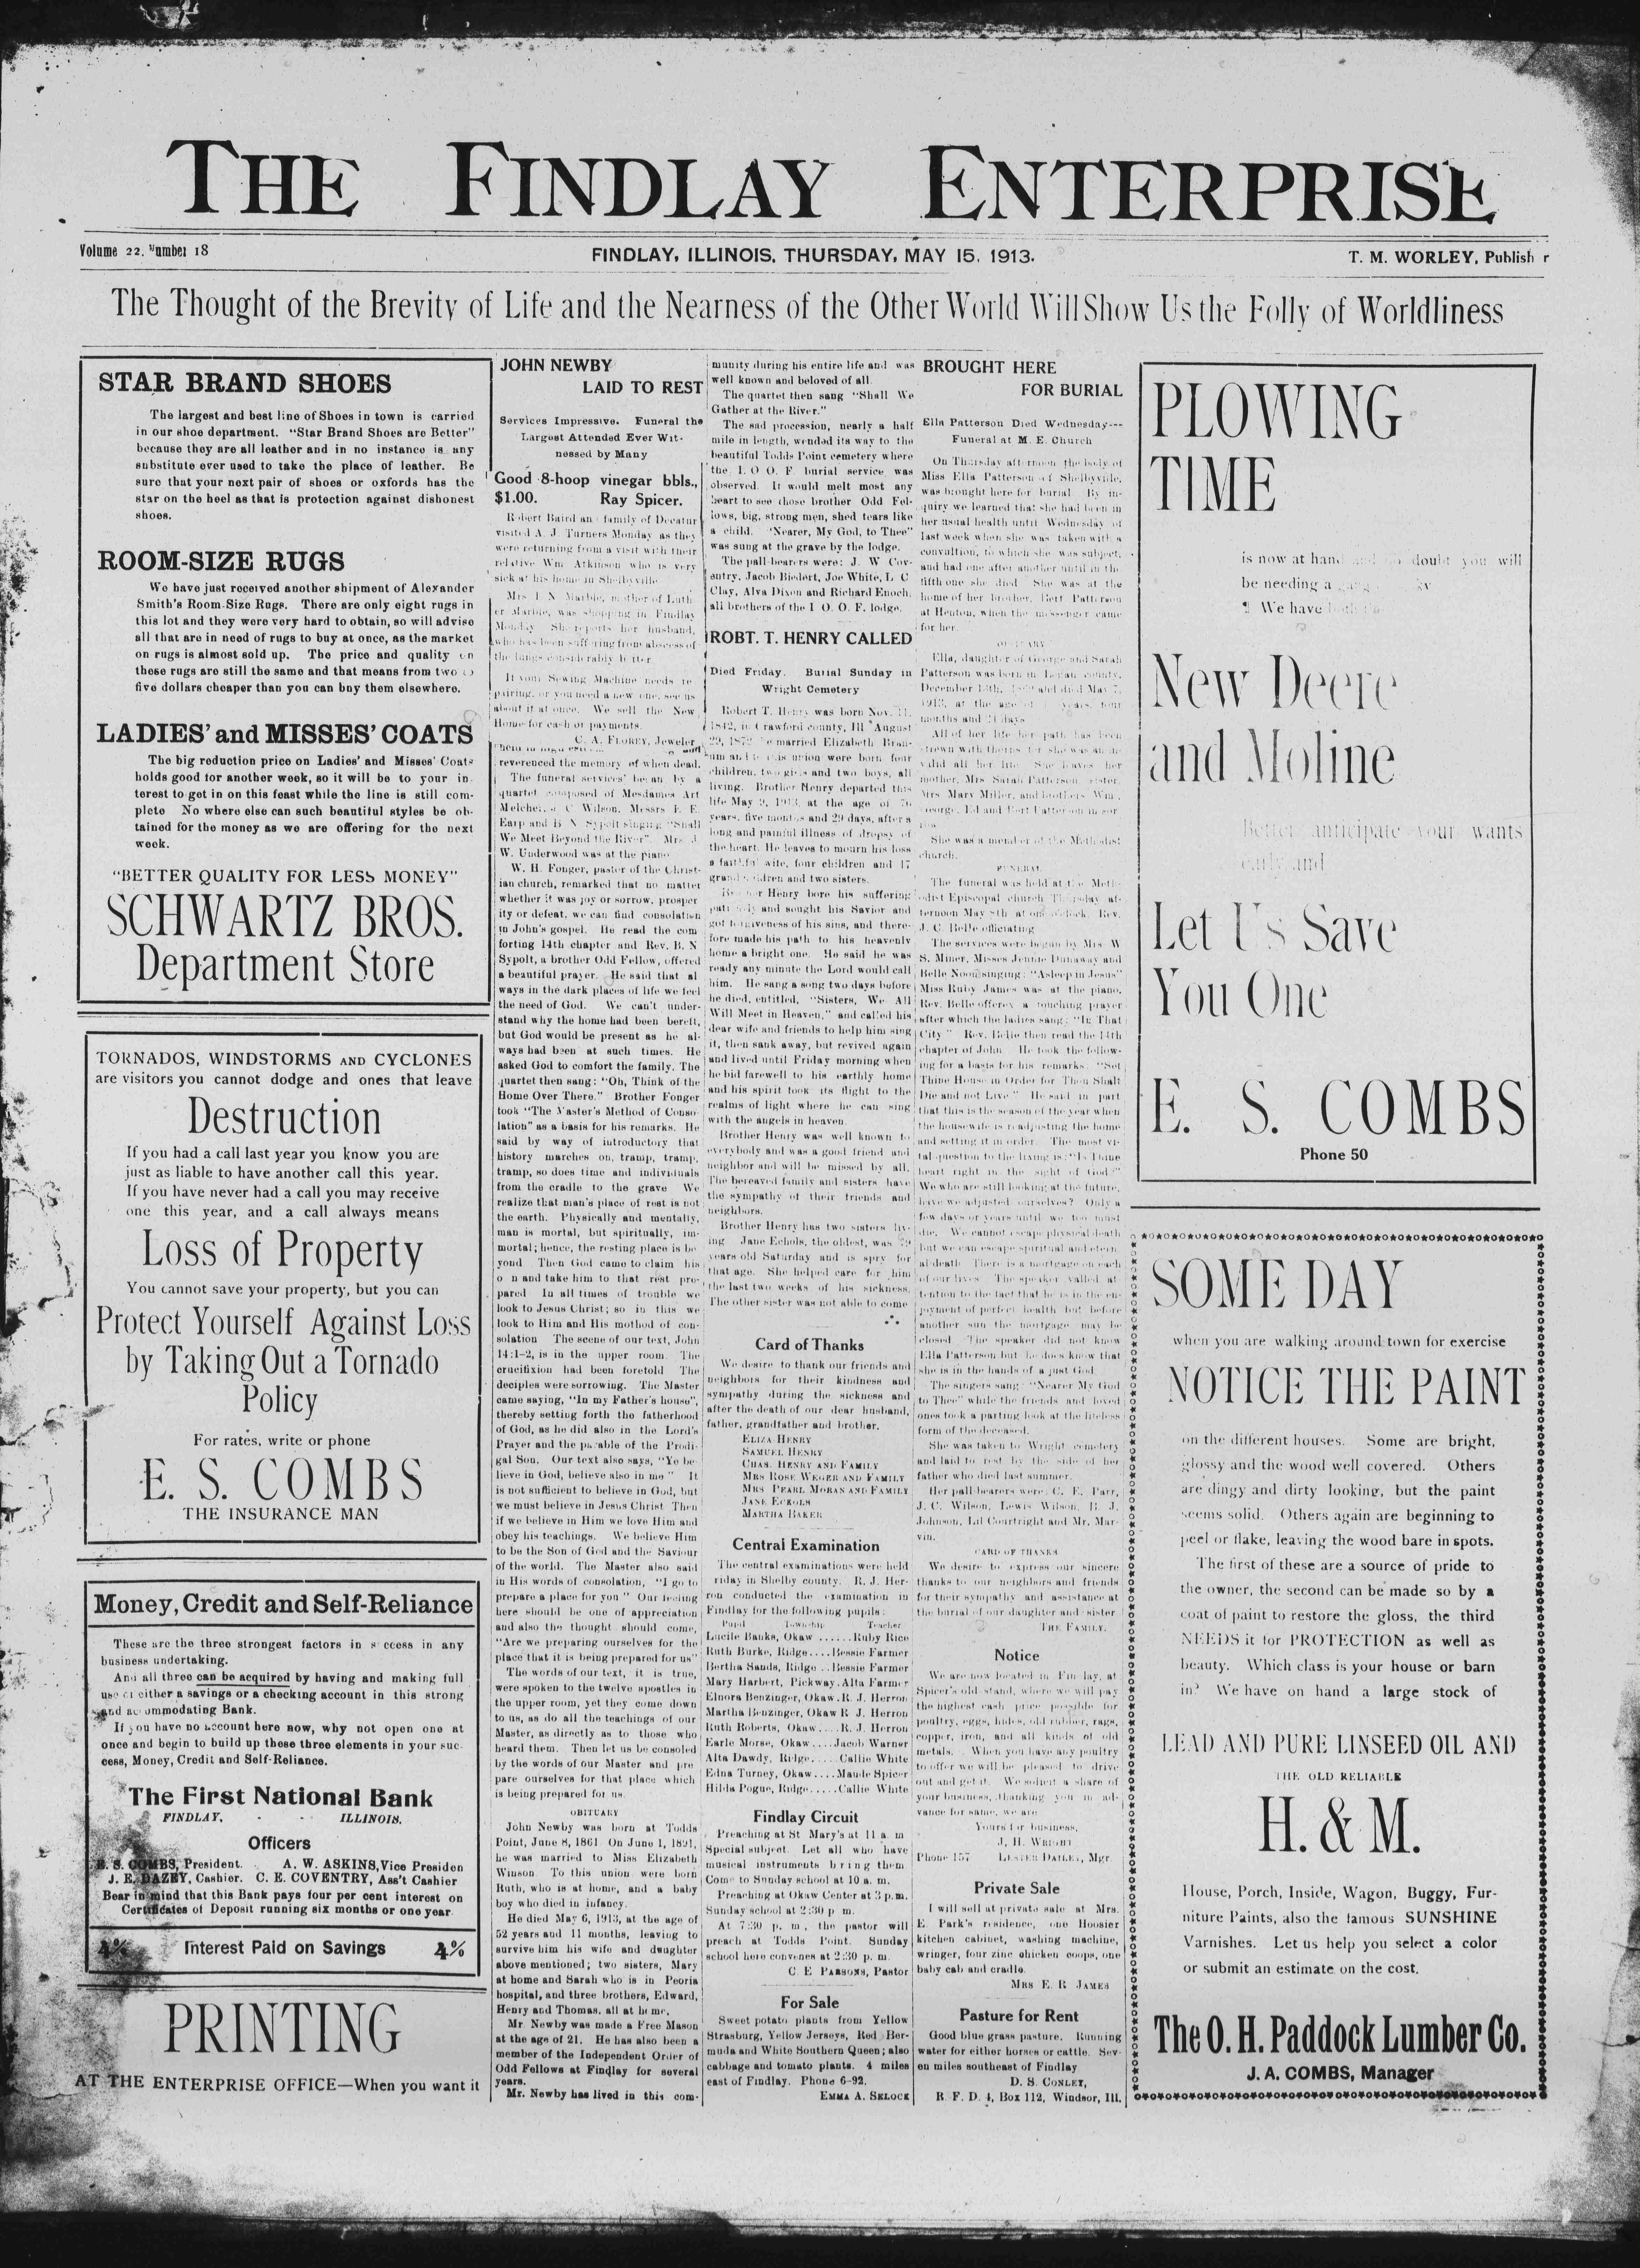 THE FINDLAY ENTERPRISE
Volume 22. Number 18
FINDLAY, ILLINOIS, THURSDAY, MAY 15, 1913.
T. M. WORLEY, Publish r
The Thought of the Brevity of Life and the Nearness of the Other World Will Show Us the Folly of Worldliness
STAR BRAND SHOES
The largest and best line of Shoes in town is carried
in our shoe department. "Star Brand Shoes are Better"
because they are all leather and in no instance is any
substitute ever used to take the place of leather. Be
sure that your next pair of shoes or oxfords has the
star on the heel as that is protection against dishonest
shoes.
ROOM-SIZE RUGS
We have just received another shipment of Alexander
Smith's Room-Size Rugs. There are only eight rugs in
this lot and they were very hard to obtain, so will advise
all that are in need of rugs to buy at once, as the market
on rugs is almost sold up. The price and quality on
these rugs are still the same and that means from two
five dollars cheaper than you can buy them elsewhere.
LADIES' and MISSES' COATS
The big reduction price on Ladies' and Misses' Coats
holds good for another week, so it will be to your in
terest to get in on this feast while the line is still com-
plete No where else can such beautiful styles be ob-
tained for the money as we are offering for the next
week.
"BETTER QUALITY FOR LESS MONEY"
SCHWARTZ BROS.
Department Store
TORNADOS, WINDSTORMS AND CYCLONES
are visitors you cannot dodge and ones that leave
Destruction
If you had a call last year you know you are
just as liable to have another call this year.
If you have never had a call you may receive
one this year, and a call always means
Loss of Property
You cannot save your property, but you can
Protect Yourself Against Loss
by Taking Out a Tornado
Policy
For rates, write or phone
E. S. COMBS
THE INSURANCE MAN
Money, Credit and Self-Reliance
These are the three strongest factors in s ccess in any
business undertaking.
And all three can be acquired by having and making full
use of either a savings or a checking account in this strong
and ac ommodating Bank.
If you have no account here now, why not open one at
once and begin to build up these three elements in your suc-
cess, Money, Credit and Self-Reliance.
The First National Bank
FINDLAY, - - ILLINOIS.
Officers
E. S. COMBS, President. A. W. ASKINS, Vice Presiden
J. E. DAZEY, Cashier. C. E. COVENTRY, Ass't Cashier
Bear in mind that this Bank pays four per cent interest on
Certificates of Deposit running six months or one year
4% Interest Paid on Savings 4%
PRINTING
AT THE ENTERPRISE OFFICE—When you want it
JOHN NEWBY
LAID TO REST
Services Impressive. Funeral the
Largest Attended Ever Wit-
nessed by Many
Good 8-hoop vinegar bbls.,
$1.00. Ray Spicer.
Robert Baird an family of Decatur
visited A. J. Turners Monday as they
were returning from a visit with their
relative Wm Atkinson who is very
sick at his home in Shelbyville
Mrs I N Marble, mother of Luth
er Marble, was shopping in Findlay
Monday She reports her husband,
who has been suffering from abscess of
the lungs considerably better
If your Sewing Machine needs re
pairing, or you need a new one, see us
about it at once. We sell the New
Home for cash or payments.
C. A. FLOREY, Jeweler
reverenced the memory of when dead.
The funeral services began by a
quartet composed of Mesdames Art
Melcher, C Wilson, Messrs E. E.
Earp and B N Sypolt singing "Shall
We Meet Beyond the River". Mrs J
W. Underwood was at the piano
W. H. Fonger, paster of the Christ-
ian church, remarked that no matter
whether it was joy or sorrow, prosper
ity or defeat, we can find consolation
in John's gospel. He read the com
forting 14th chapter and Rev. B. N
Sypolt, a brother Odd Fellow, offered
a beautiful prayer. He said that al
ways in the dark places of life we feel
the need of God. We can't under-
stand why the home had been bereft,
but God would be present as he al-
ways had been at such times. He
asked God to comfort the family. The
quartet then sang: "Oh, Think of the
Home Over There." Brother Fonger
took "The Master's Method of Conso
lation" as a basis for his remarks. He
said by way of introductory that
history marches on, tramp, tramp,
tramp, so does time and individuals
from the cradle to the grave We
realize that man's place of rest is not
the earth. Physically and mentally,
man is mortal, but spiritually, im-
mortal; hence, the resting place is be
yond Then God came to claim his
o n and take him to that rest pre-
pared In all times of trouble we
look to Jesus Christ; so in this we
look to Him and His mothod of con-
solation The scene of our text, John
14:1-2, is in the upper room. The
crucifixion had been foretold The
deciples were sorrowing. The Master
came saying, "In my Father's house",
thereby setting forth the fatherhood
of God, as he did also in the Lord's
Prayer and the parable of the Prodi-
gal Son. Our text also says, "Ye be-
lieve in God, believe also in me" It
is not sufficient to believe in God, but
we must believe in Jesus Christ Then
if we believe in Him we love Him and
obey his teachings. We believe Him
to be the Son of God and the Saviour
of the world. The Master also said
in His words of consolation, "I go to
prepare a place for you" Our feeling
here should be one of appreciation
and also the thought should come,
"Are we preparing ourselves for the
place that it is being prepared for us"
The words of our text, it is true,
were spoken to the twelve apostles in
the upper room, yet they come down
to us, as do all the teachings of our
Master, as directly as to those who
heard them. Then let us be consoled
by the words of our Master and pre
pare ourselves for that place which
is being prepared for us.
OBITUARY
John Newby was born at Todds
Point, June 8, 1861 On June 1, 1891,
he was married to Miss Elizabeth
Winson. To this union were born
Ruth, who is at home, and a baby
boy who died in infancy.
He died May 6, 1913, at the age of
52 years and 11 months, leaving to
survive him his wife and daughter
above mentioned; two sisters, Mary
at home and Sarah who is in Peoria
hospital, and three brothers, Edward,
Henry and Thomas, all at home.
Mr. Newby was made a Free Mason
at the age of 21. He has also been a
member of the Independent Order of
Odd Fellows at Findlay for several
years.
Mr. Newby has lived in this com-
munity during his entire life and was
well known and beloved of all.
The quartet then sang "Shall We
Gather at the River."
The sad procession, nearly a half
mile in length, wended its way to the
beautiful Todds Point cemetery where
the I O O. F. burial service was
observed. It would melt most any
heart to see those brother Odd Fel-
lows, big, strong men, shed tears like
a child. "Nearer, My God, to Thee"
was sung at the grave by the lodge.
The pall-bearers were: J. W Cov-
entry, Jacob Biedert, Joe White, L C
Clay, Alva Dixon and Richard Enoch,
all brothers of the I O. O. F. lodge.
ROBT. T. HENRY CALLED
Died Friday. Burial Sunday in
Wright Cemetery
Robert T. Henry was born Nov. 11,
1842, in Crawford county, Ill August
29, 1872 he married Elizabeth Bran-
um and to this union were born four
children, two girls and two boys, all
living. Brother Henry departed this
life May 9, 1913, at the age of 70
years, five months and 29 days, after a
long and painful illness of dropsy of
the heart. He leaves to mourn his loss
a faithful wife, four children and 17
grandchildren and two sisters.
Brother Henry bore his suffering
patiently and sought his Savior and
got forgiveness of his sins, and there-
fore made his path to his heavenly
home a bright one. He said he was
ready any minute the Lord would call
him. He sang a song two days before
he died, entitled, "Sisters, We All
Will Meet in Heaven," and called his
dear wife and friends to help him sing
it, then sank away, but revived again
and lived until Friday morning when
he bid farewell to his earthly home
and his spirit took its flight to the
realms of light where he can sing
with the angels in heaven.
Brother Henry was well known to
everybody and was a good friend and
neighbor and will be missed by all.
The bereaved family and sisters have
the sympathy of their friends and
neighbors.
Brother Henry has two sisters liv-
ing Jane Echols, the oldest, was 79
years old Saturday and is spry for
that age. She helped care for him
the last two weeks of his sickness.
The other sister was not able to come
Card of Thanks
We desire to thank our friends and
neighbors for their kindness and
sympathy during the sickness and
after the death of our dear husband,
father, grandfather and brother.
ELIZA HENRY
SAMUEL HENRY
CHAS. HENRY AND FAMILY
MRS ROSE WEGER AND FAMILY
MRS PEARL MORAN AND FAMILY
JANE ECKOLS
MARTHA BAKER
Central Examination
The central examinations were held
riday in Shelby county. R. J. Her-
ron conducted the examination in
Findlay for the following pupils:
Pupil Township Teacher
Lucile Banks, Okaw ......Ruby Rice
Ruth Burke, Ridge....Bessie Farmer
Bertha Sands, Ridge ..Bessie Farmer
Mary Harbert, Pickway.Alta Farmer
Elnora Benzinger, Okaw.R. J. Herron
Martha Benzinger, Okaw R J. Herron
Ruth Roberts, Okaw....R. J. Herron
Earle Morse, Okaw....Jacob Warner
Alta Dawdy, Ridge.....Callie White
Edna Turney, Okaw....Maude Spicer
Hilda Pogue, Ridge.....Callie White
Findlay Circuit
Preaching at St Mary's at 11 a. m
Special subject. Let all who have
musical instruments bring them.
Come to Sunday school at 10 a. m.
Preaching at Okaw Center at 3 p.m.
Sunday school at 2:30 p m.
At 7:30 p. m, the pastor will
preach at Todds Point. Sunday
school here convenes at 2:30 p. m.
C E PARSONS, Pastor
For Sale
Sweet potato plants from Yellow
Strasburg, Yellow Jerseys, Red Ber-
muda and White Southern Queen; also
cabbage and tomato plants. 4 miles
east of Findlay. Phone 6-92.
EMMA A. SELOCK
BROUGHT HERE
FOR BURIAL
Ella Patterson Died Wednesday---
Funeral at M. E. Church
On Thursday afternoon the body of
Miss Ella Patterson of Shelbyville,
was brought here for burial. By in-
quiry we learned that she had been in
her usual health until Wednesday of
last week when she was taken with a
convultion, to which she was subject,
and had one after another until in the
fifth one she died She was at the
home of her brother, Bert Patterson
at Henton, when the messenger came
for her.
OBITUARY
Ella, daughter of George and Sarah
Patterson was born in Logan county,
December 13th, and died May 7,
1913, at the age of years, four
months and 21 days
All of her life her path has been
strown with thorns for she was an in-
valid all her life She leaves her
mother, Mrs Sarah Patterson, sister,
Mrs Mary Miller, and brothers Wm.,
George, Ed and Bert Patterson in sor
row
She was a member of the Methodist
church.
FUNERAL
The funeral was held at the Meth-
odist Episcopal church Thursday af-
ternoon May 8th at one o'clock, Rev.
J. C. Belle officiating
The services were begun by Mrs W
S. Miner, Misses Jennie Dunaway and
Belle Noon singing: "Asleep in Jesus"
Miss Ruby James was at the piano.
Rev. Belle offerex a touching prayer
after which the ladies sang: "In That
City" Rev. Belle then read the 14th
chapter of John. He took the follow-
ing for a basis for his remarks. "Set
Thine House in Order for Thou Shalt
Die and not Live" He said in part
that this is the season of the year when
the housewife is readjusting the home
and setting it in order. The most vi-
tal question to the living is: "Is Thine
heart right in the sight of God?"
We who are still looking at the future,
have we adjusted ourselves? Only a
few days or years until we too must
die. We cannot escape physical death
but we can escape spiritual and etern
al death There is a mortgage on each
of our lives The speaker called at-
tention to the fact that he is in the en-
joyment of perfect health but before
another sun the mortgage may be
closed The speaker did not know
Ella Patterson but he does know that
she is in the hands of a just God
The singers sang: "Nearer My God
to Thee" while the friends and loved
ones took a parting look at the lifeless
form of the deceased.
She was taken to Wright cemetery
and laid to rest by the side of her
father who died last summer.
Her pall-bearers were: C. E. Parr,
J. C. Wilson, Lewis Wilson, B. J.
Johnson, Lil Courtright and Mr. Mar-
vin.
CARD OF THANKS
We desire to express our sincere
thanks to our neighbors and friends
for their sympathy and assistance at
the burial of our daughter and sister
THE FAMILY.
Notice
We are now located in Fin lay, at
Spicer's old stand, where we will pay
the highest cash price possible for
poultry, eggs, hides, old rubber, rags,
copper, iron, and all kinds of old
metals. When you have any poultry
to offer we will be pleased to drive
out and get it. We solicit a share of
your business, thanking you in ad-
vance for same, we are
Yours for business,
J. H. WRIGHT
Phone 157 LESTER DAILEY, Mgr.
Private Sale
I will sell at private sale at Mrs.
E Park's residence, one Hoosier
kitchen cabinet, washing machine,
wringer, four zinc chicken coops, one
baby cab and cradle.
MRS E. R JAMES
Pasture for Rent
Good blue grass pasture. Running
water for either horses or cattle. Sev-
en miles southeast of Findlay
D. S. CONLEY,
R. F. D. 4, Box 112, Windsor, Ill.
PLOWING
TIME
is now at hand and no doubt you will
be needing a
¶ We have
New Deere
and Moline
Better anticipate your wants
early and
Let Us Save
You One
E. S. COMBS
Phone 50
SOME DAY
when you are walking around town for exercise
NOTICE THE PAINT
on the different houses. Some are bright,
glossy and the wood well covered. Others
are dingy and dirty looking, but the paint
seems solid. Others again are beginning to
peel or flake, leaving the wood bare in spots.
The first of these are a source of pride to
the owner, the second can be made so by a
coat of paint to restore the gloss, the third
NEEDS it for PROTECTION as well as
beauty. Which class is your house or barn
in? We have on hand a large stock of
LEAD AND PURE LINSEED OIL AND
THE OLD RELIABLE
H. & M.
House, Porch, Inside, Wagon, Buggy, Fur-
niture Paints, also the famous SUNSHINE
Varnishes. Let us help you select a color
or submit an estimate on the cost.
The O. H. Paddock Lumber Co.
J. A. COMBS, Manager